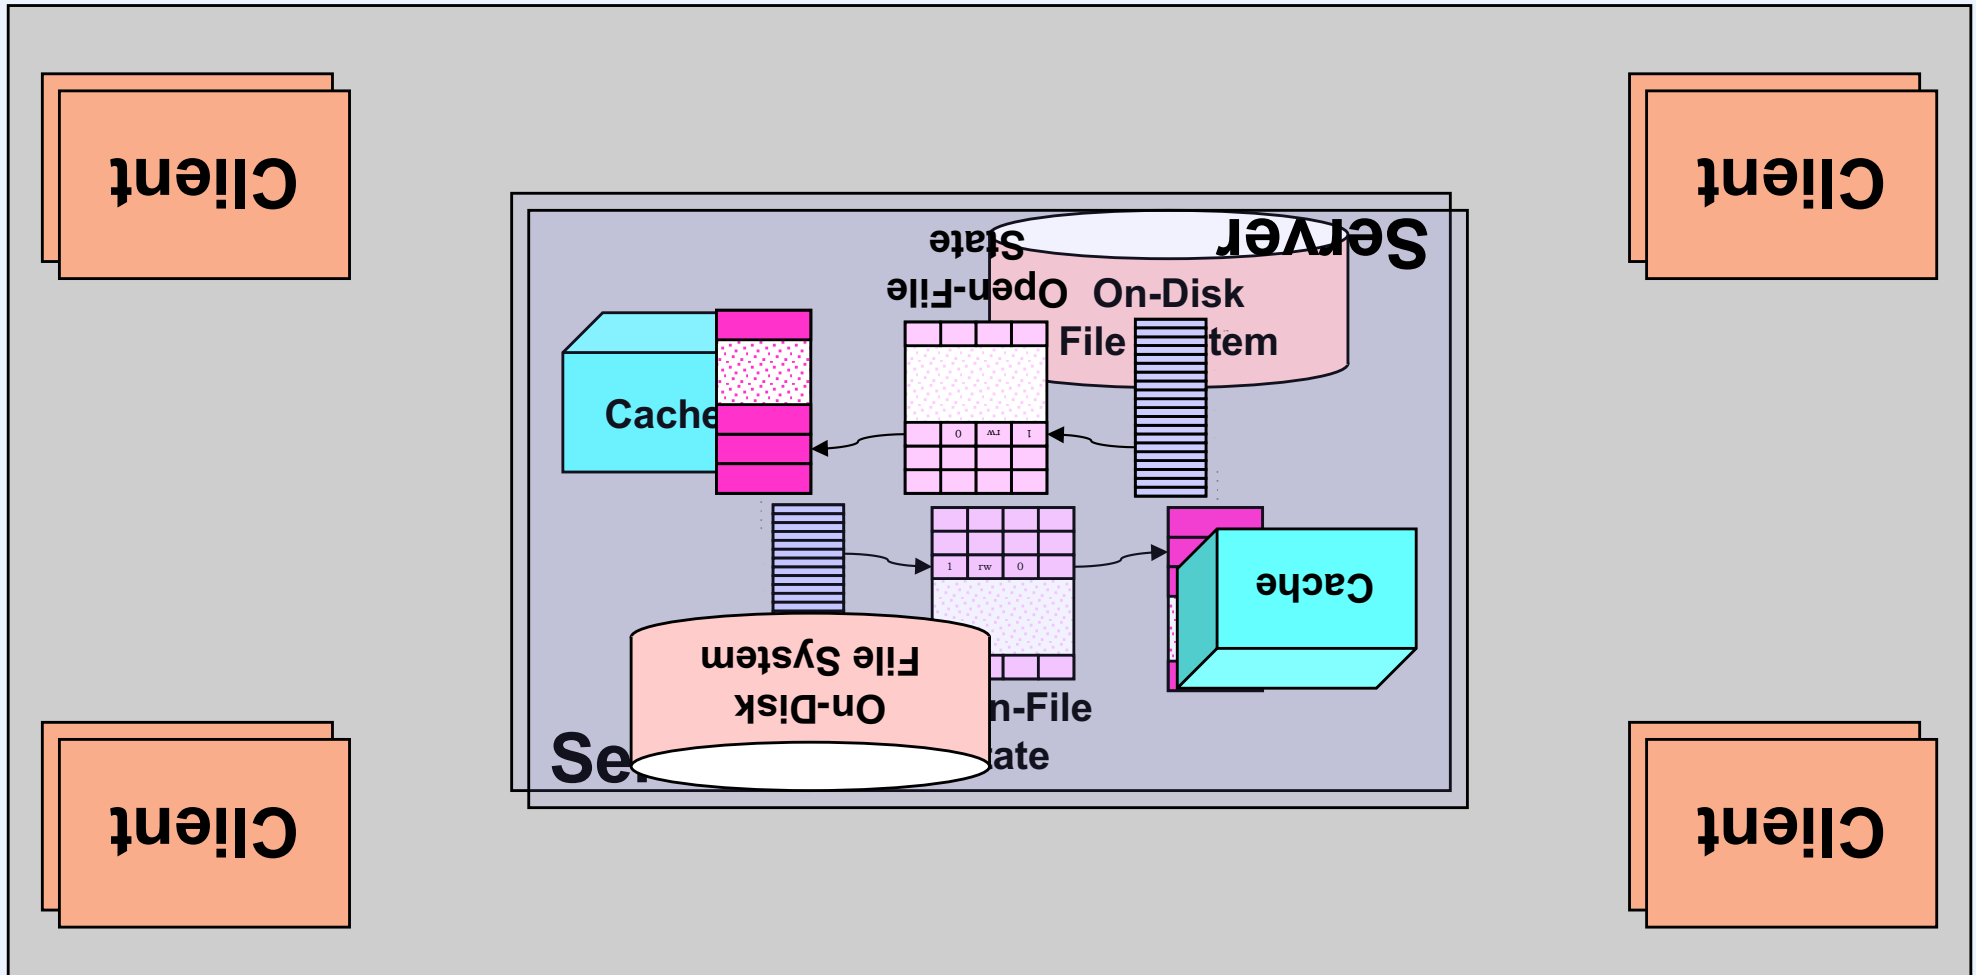 Client
Client
Server
State
Open-File
On-Disk
File tem
Cache
0 rw 1
1 rw 0
Cache
File System
On-Disk
n-File
ate
Se
Client
Client